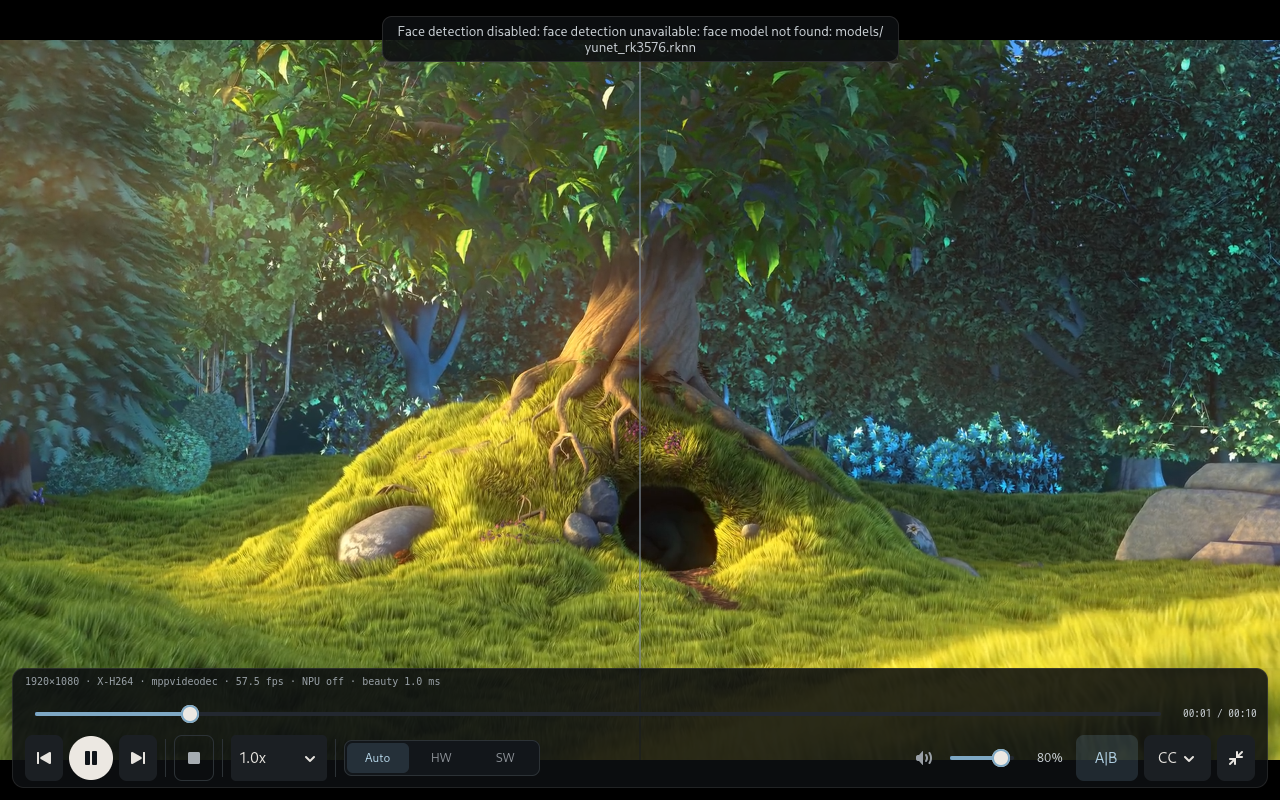 Face detection disabled: face detection unavailable: face model not found: models/
yunet_rk3576.rknn
1920×1080 · X-H264 · mppvideodec · 57.5 fps · NPU off · beauty 1.0 ms
00:01 / 00:10
1.0x
Auto
HW
SW
80%
A|B
CC